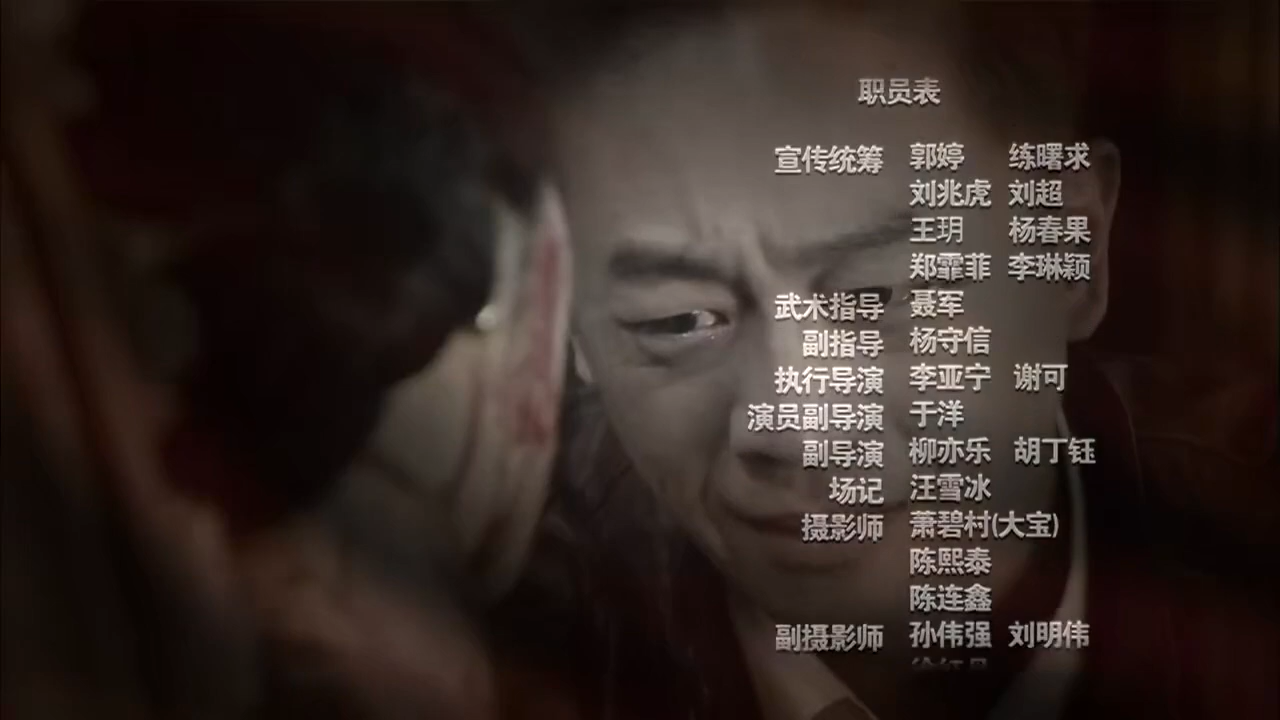 职员表
宣传统筹 郭婷 练曙求
刘兆虎 刘超
王玥 杨春果
郑霏菲 李琳颖
武术指导 聂军
副指导 杨守信
执行导演 李亚宁 谢可
演员副导演 于洋
副导演 柳亦乐 胡丁钰
场记 汪雪冰
摄影师 萧碧村(大宝)
陈熙泰
陈连鑫
副摄影师 孙伟强 刘明伟